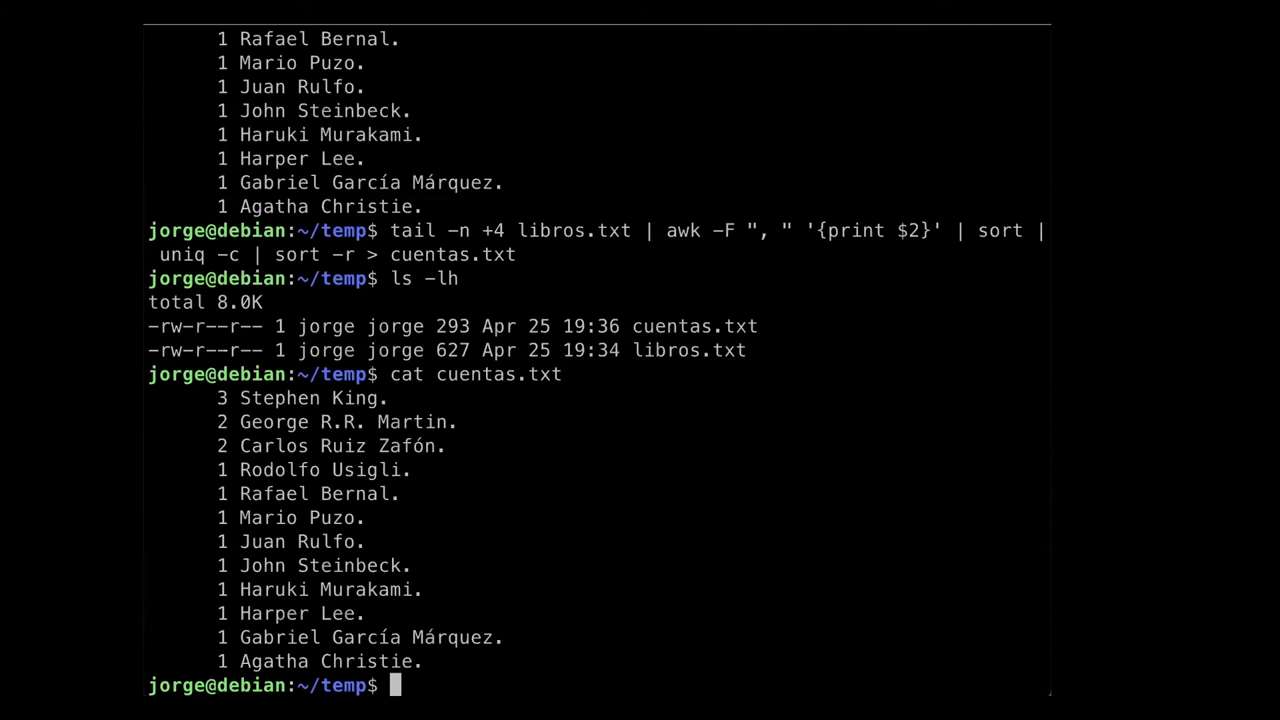 1 Rafael Bernal.
1 Mario Puzo.
1 Juan Rulfo.
1 John Steinbeck.
1 Haruki Murakami.
1 Harper Lee.
1 Gabriel García Márquez.
1 Agatha Christie.
jorge@debian:~/temp$ tail -n +4 libros.txt | awk -F ", " '{print $2}' | sort |
uniq -c | sort -r > cuentas.txt
jorge@debian:~/temp$ ls -lh
total 8.0K
-rw-r--r-- 1 jorge jorge 293 Apr 25 19:36 cuentas.txt
-rw-r--r-- 1 jorge jorge 627 Apr 25 19:34 libros.txt
jorge@debian:~/temp$ cat cuentas.txt
3 Stephen King.
2 George R.R. Martin.
2 Carlos Ruiz Zafón.
1 Rodolfo Usigli.
1 Rafael Bernal.
1 Mario Puzo.
1 Juan Rulfo.
1 John Steinbeck.
1 Haruki Murakami.
1 Harper Lee.
1 Gabriel García Márquez.
1 Agatha Christie.
jorge@debian:~/temp$